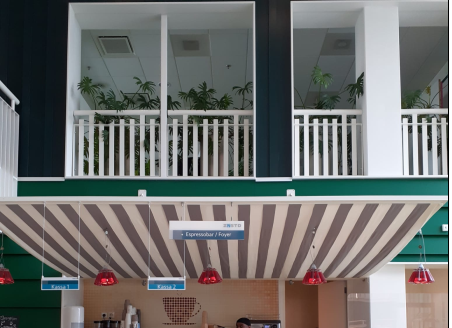 Espressobar / Foyer
Kassa 1
Kassa 2